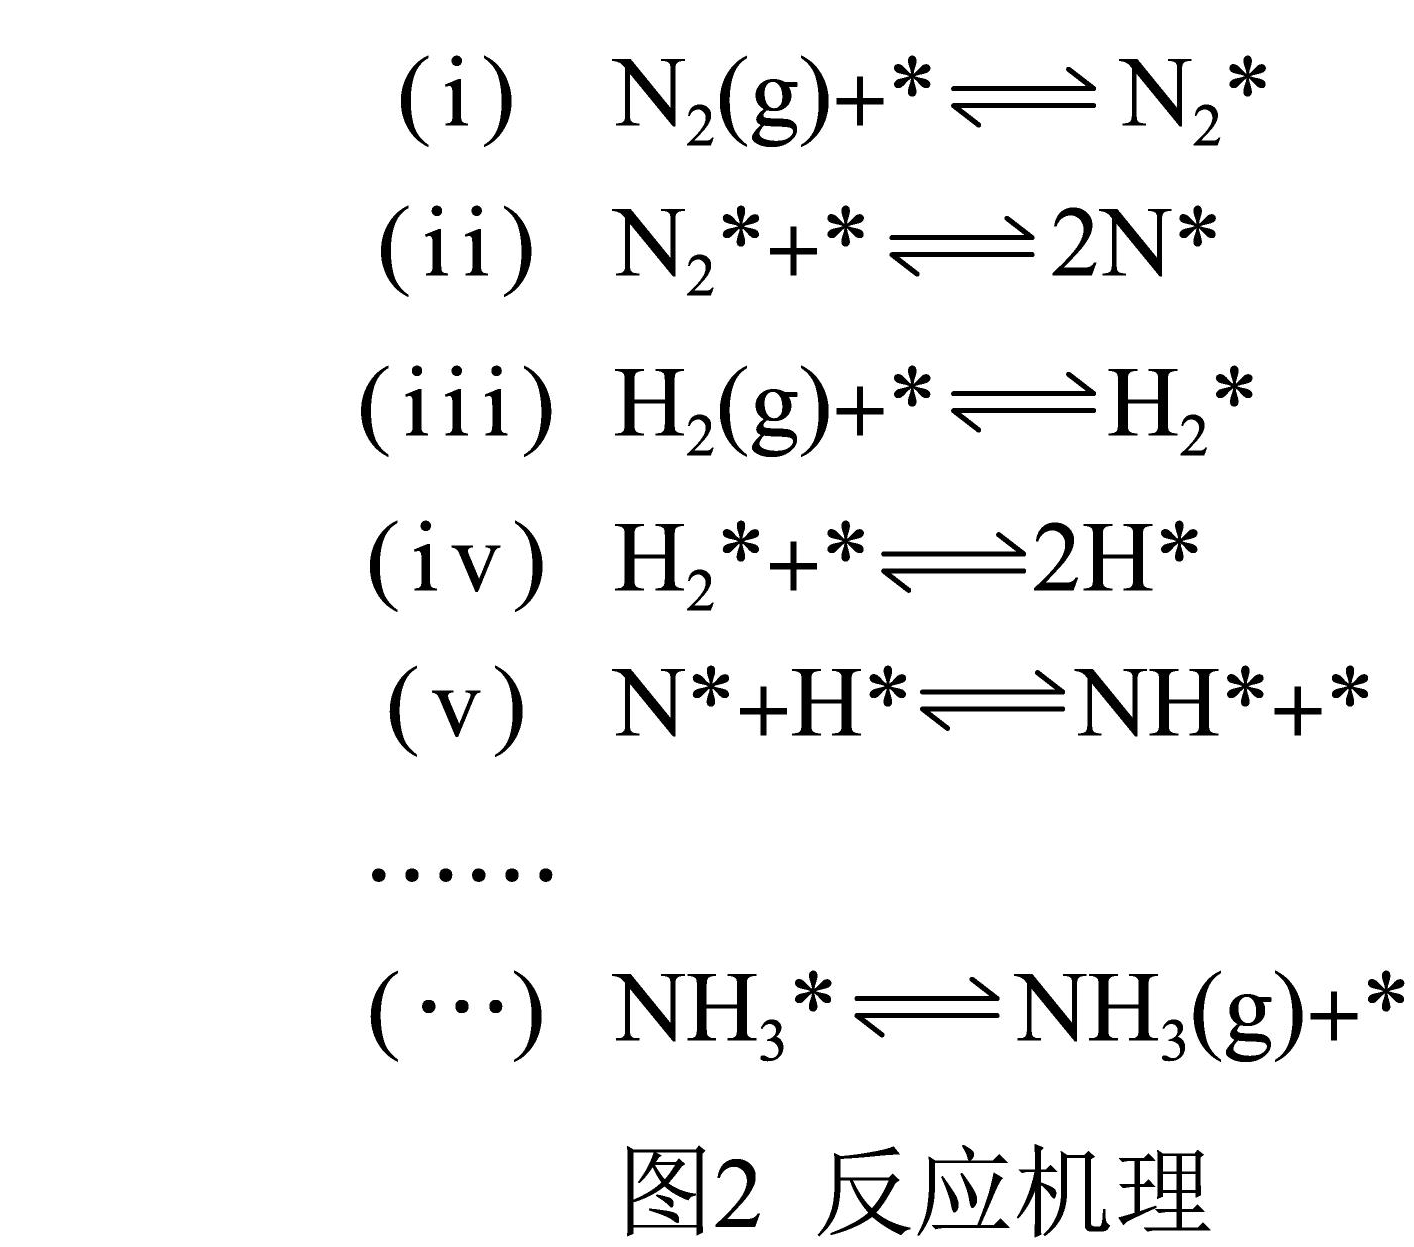 (i) N₂(g)+*⇌N₂*
(ii) N₂*+*⇌2N*
(iii) H₂(g)+*⇌H₂*
(iv) H₂*+*⇌2H*
(v) N*+H*⇌NH*+*
……
(…) NH₃*⇌NH₃(g)+*
图2 反应机理